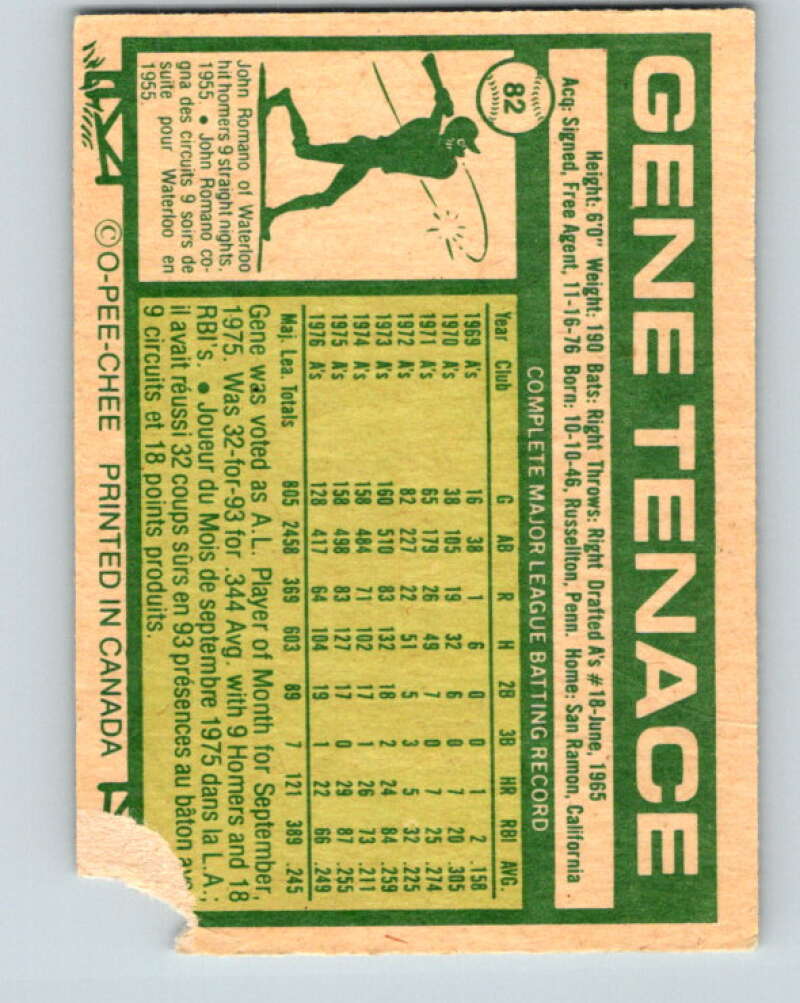 GENE TENACE
Height: 6'0" Weight: 190 Bats: Right Throws: Right Drafted A's #18-June, 1965
Acq: Signed, Free Agent, 11-16-76 Born: 10-10-46, Russellton, Penn. Home: San Ramon, California
82
John Romano of Waterloo
hit homers 9 straight nights.
1955 • John Romano co-
gna des circuits 9 soirs de
suite pour Waterloo en
1955
COMPLETE MAJOR LEAGUE BATTING RECORD
Year Club G AB R H 2B 3B HR RBI AVG.
1969 A's 16 38 1 6 0 0 1 2 .158
1970 A's 38 105 19 32 6 0 7 20 .305
1971 A's 65 179 26 49 7 0 7 25 .274
1972 A's 82 227 22 51 5 3 5 32 .225
1973 A's 160 510 83 132 18 2 24 84 .259
1974 A's 158 484 71 102 17 1 26 73 .211
1975 A's 158 498 83 127 17 0 29 87 .255
1976 A's 128 417 64 104 19 1 22 66 .249
Maj. Lea. Totals 805 2458 369 603 89 7 121 389 .245
Gene was voted as A.L. Player of Month for September,
1975. Was 32-for-93 for .344 Avg. with 9 Homers and 18
RBI's. • Joueur du Mois de septembre 1975 dans la L.A.;
il avait réussi 32 coups sûrs en 93 présences au bâton
9 circuits et 18 points produits.
© O-PEE-CHEE PRINTED IN CANADA